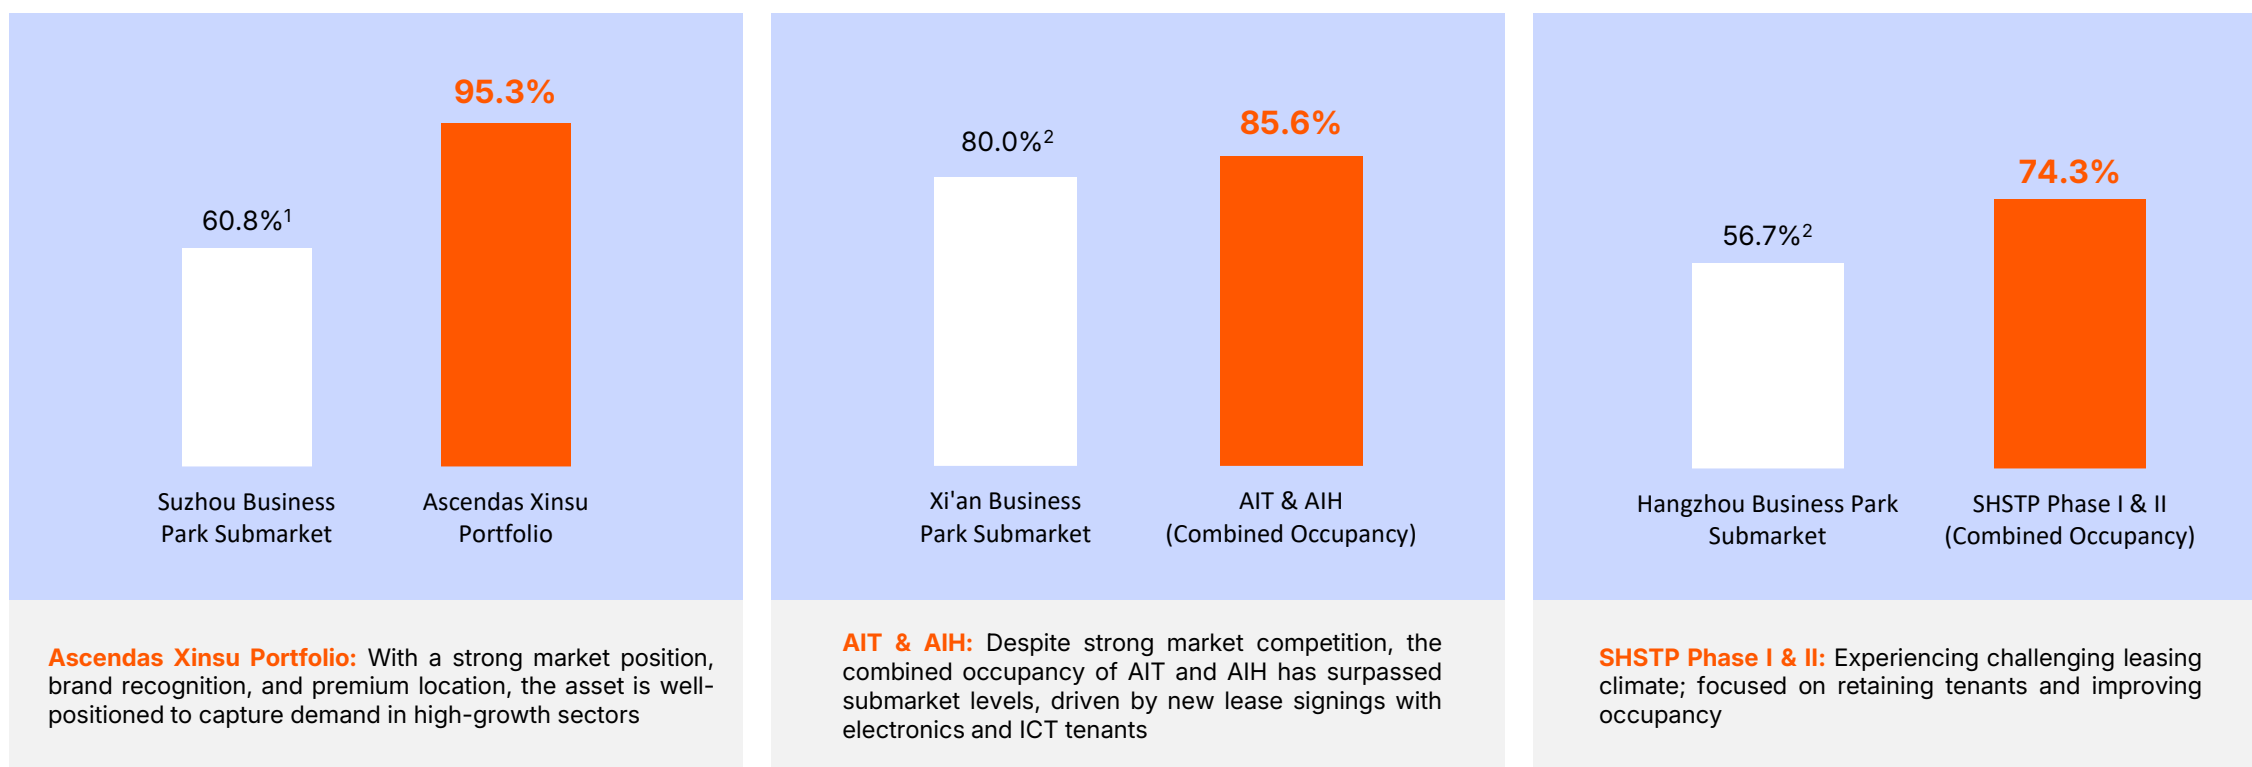 95.3%
60.8%1
Suzhou Business
Park Submarket
Ascendas Xinsu
Portfolio
Ascendas Xinsu Portfolio: With a strong market position,
brand recognition, and premium location, the asset is well-
positioned to capture demand in high-growth sectors
80.0%2
85.6%
Xi'an Business
Park Submarket
AIT & AIH
(Combined Occupancy)
AIT & AIH: Despite strong market competition, the
combined occupancy of AIT and AIH has surpassed
submarket levels, driven by new lease signings with
electronics and ICT tenants
74.3%
56.7%2
Hangzhou Business Park
Submarket
SHSTP Phase I & II
(Combined Occupancy)
SHSTP Phase I & II: Experiencing challenging leasing
climate; focused on retaining tenants and improving
occupancy